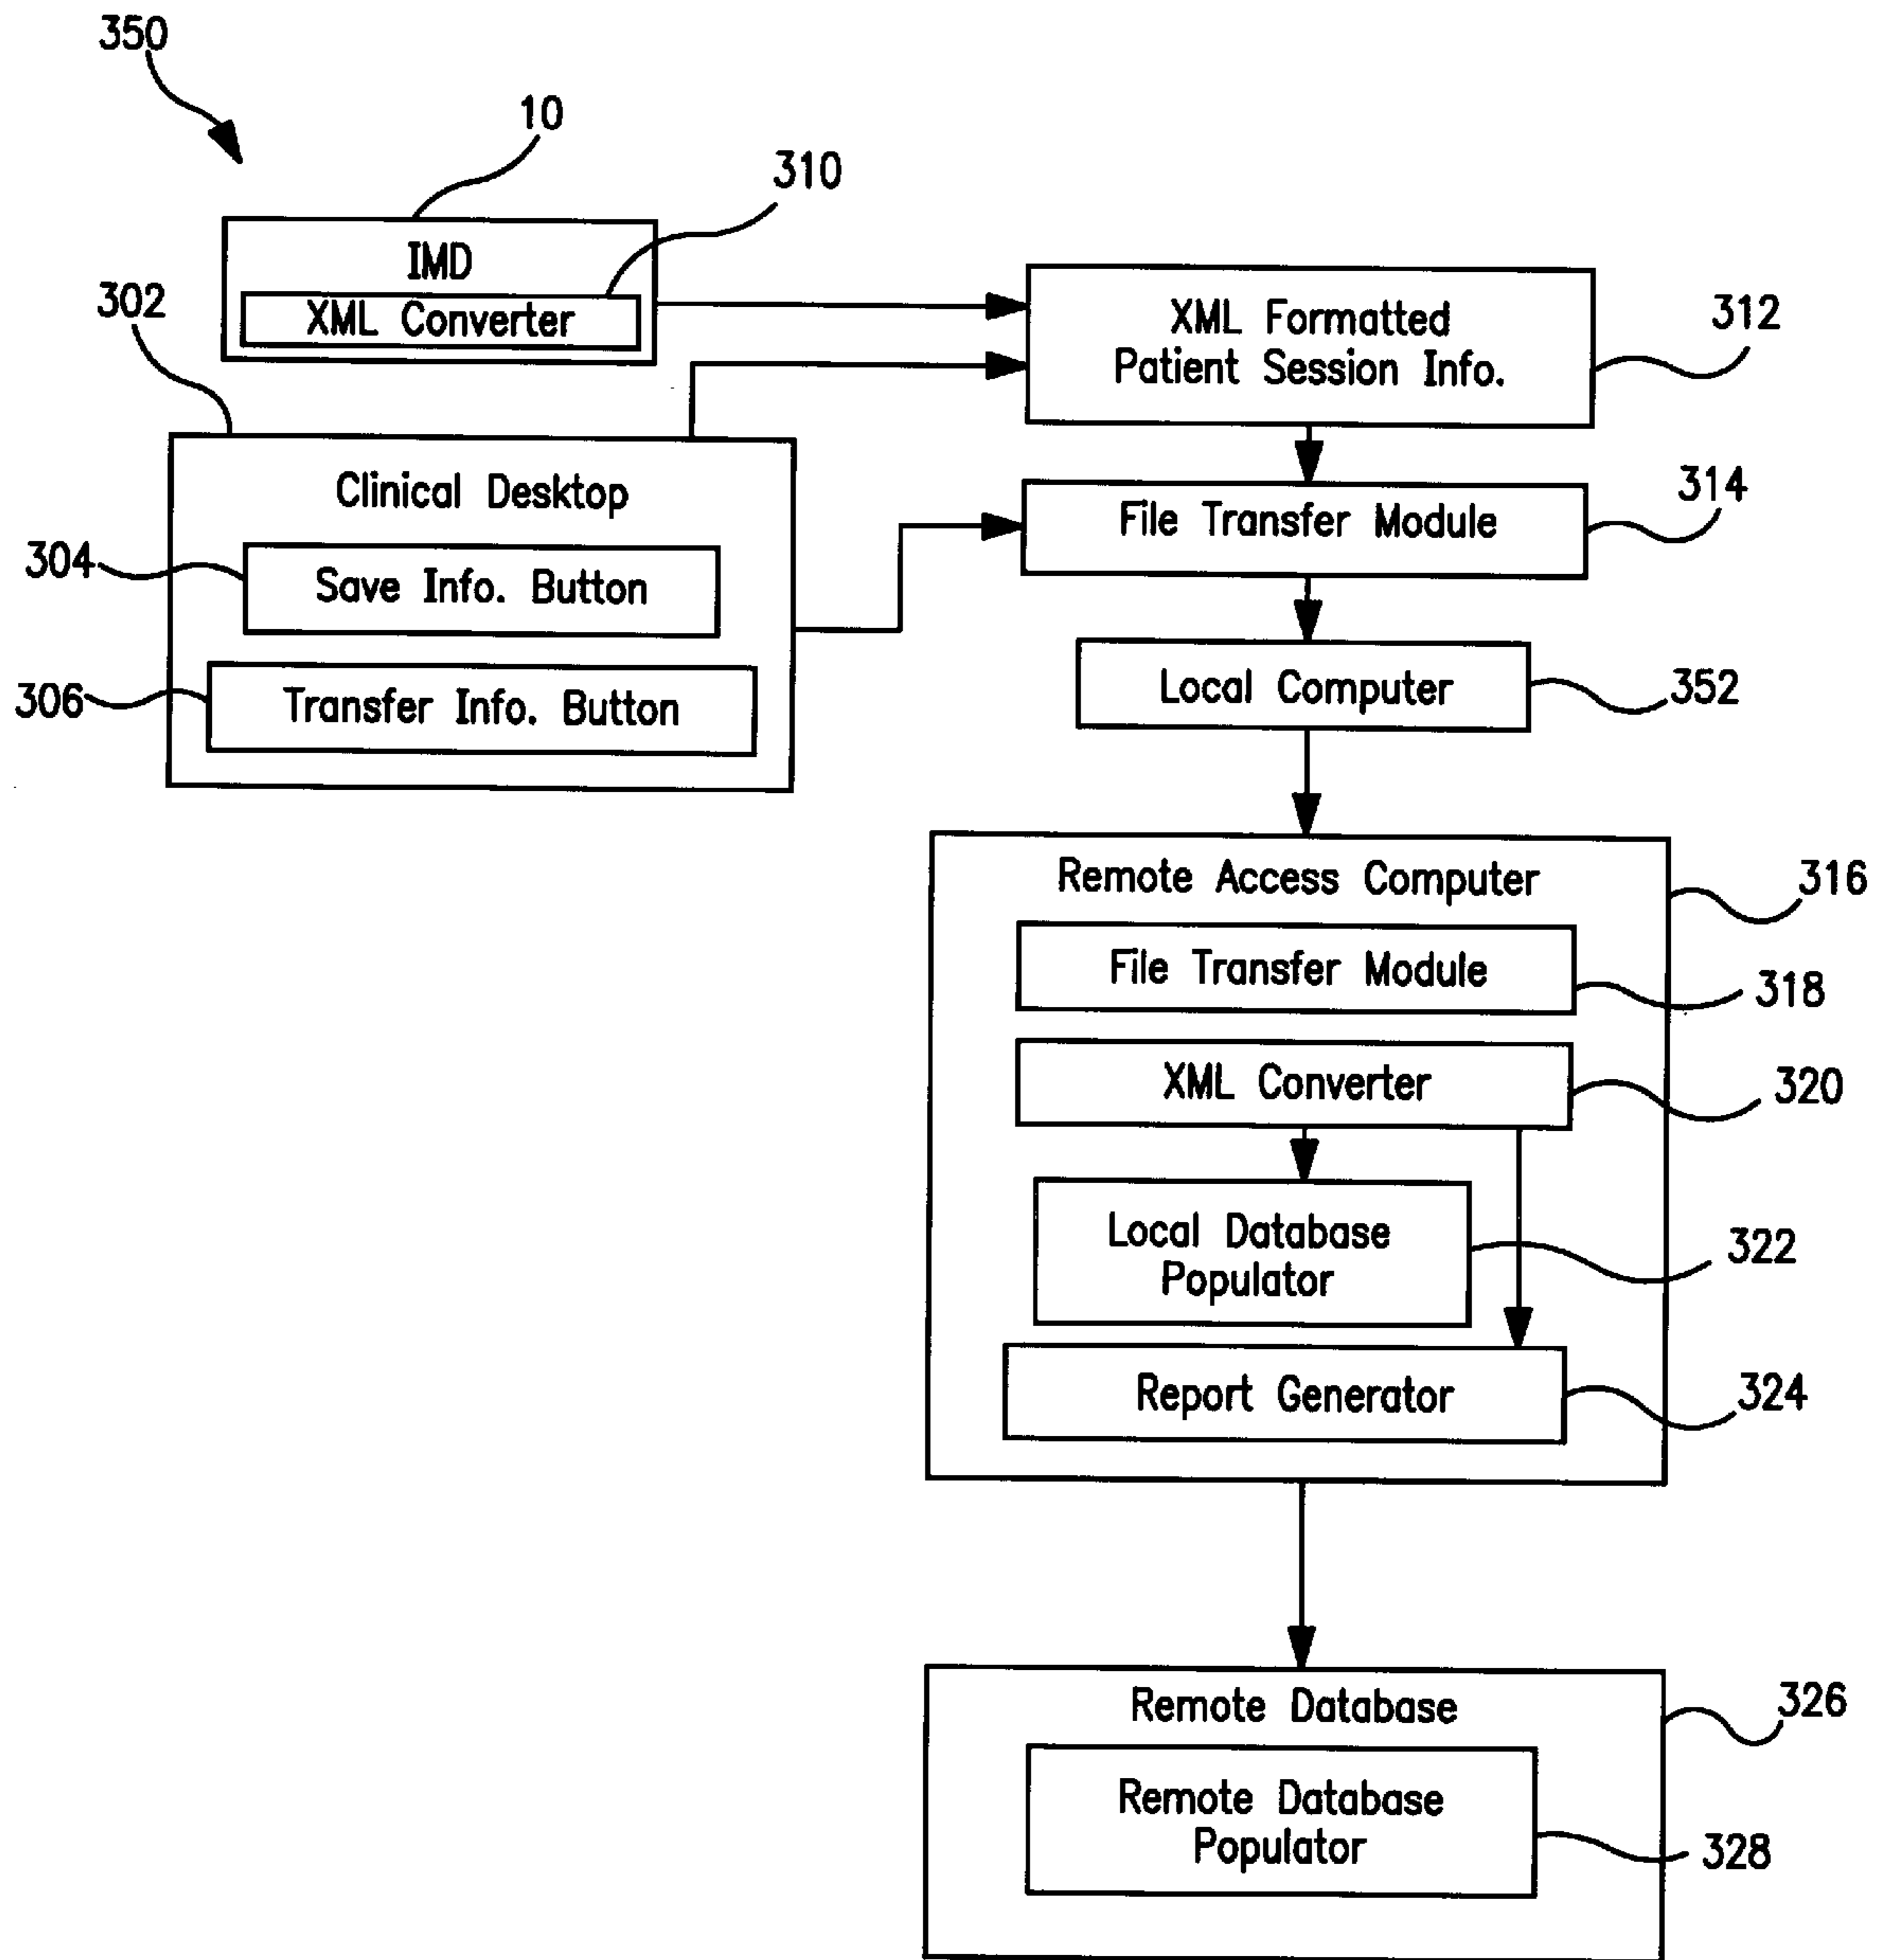 350
10
310
IMD
XML Converter
302
XML Formatted
Patient Session Info.
312
Clinical Desktop
304
Save Info. Button
306
Transfer Info. Button
File Transfer Module
314
Local Computer
352
Remote Access Computer
316
File Transfer Module
318
XML Converter
320
Local Database
Populator
322
Report Generator
324
Remote Database
326
Remote Database
Populator
328